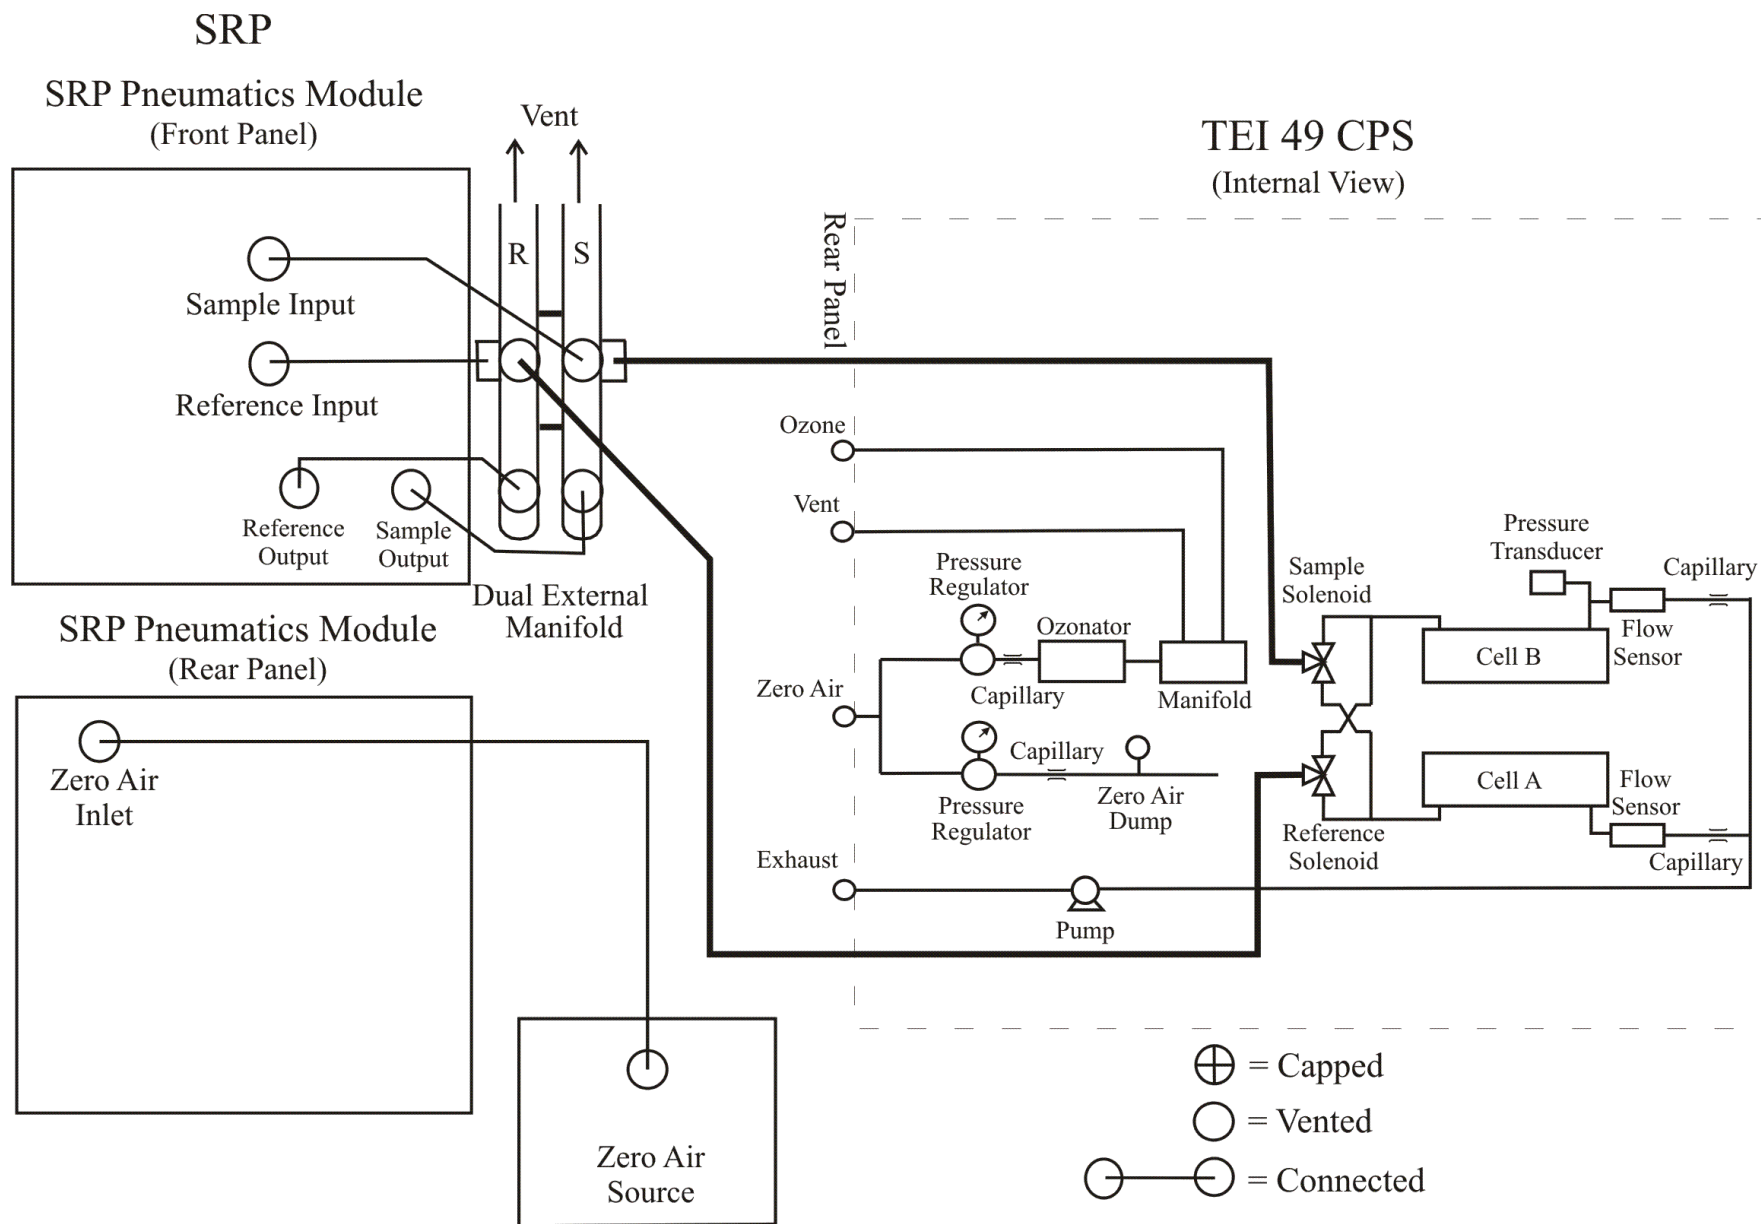 SRP
SRP Pneumatics Module
(Front Panel)
Vent
R
S
Sample Input
Reference Input
Reference
Output
Sample
Output
Dual External
Manifold
SRP Pneumatics Module
(Rear Panel)
Zero Air
Inlet
Zero Air
Source
TEI 49 CPS
(Internal View)
Rear Panel
Ozone
Vent
Pressure
Regulator
Ozonator
Capillary
Manifold
Zero Air
Capillary
Pressure
Regulator
Zero Air
Dump
Exhaust
Pump
Sample
Solenoid
Pressure
Transducer
Capillary
Flow
Sensor
Cell B
Cell A
Flow
Sensor
Reference
Solenoid
Capillary
= Capped
= Vented
= Connected